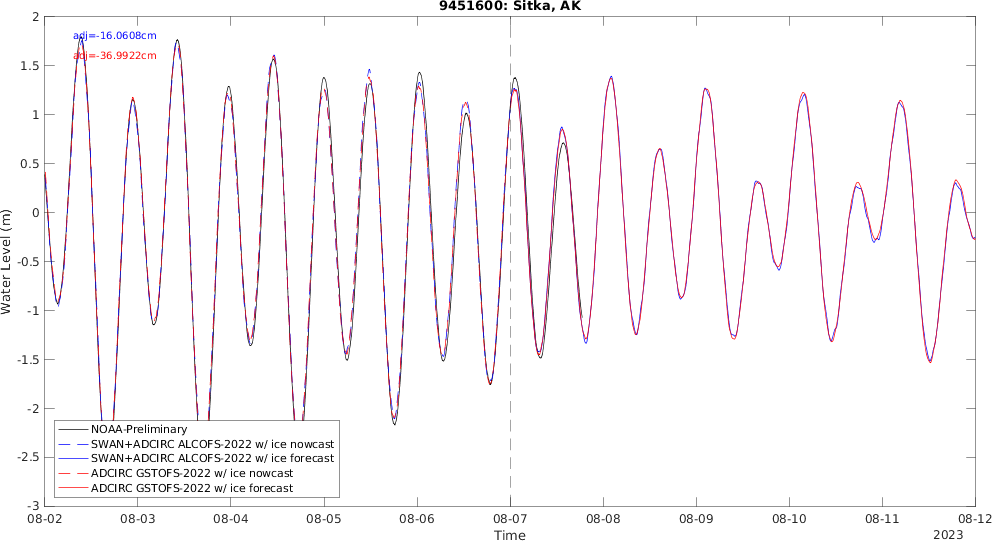 9451600: Sitka, AK
adj=-16.0608cm
adj=-36.9922cm
2
1.5
1
0.5
0
-0.5
-1
-1.5
-2
-2.5
-3
Water Level (m)
NOAA-Preliminary
SWAN+ADCIRC ALCOFS-2022 w/ ice nowcast
SWAN+ADCIRC ALCOFS-2022 w/ ice forecast
ADCIRC GSTOFS-2022 w/ ice nowcast
ADCIRC GSTOFS-2022 w/ ice forecast
08-02 08-03 08-04 08-05 08-06 08-07 08-08 08-09 08-10 08-11 08-12
Time
2023